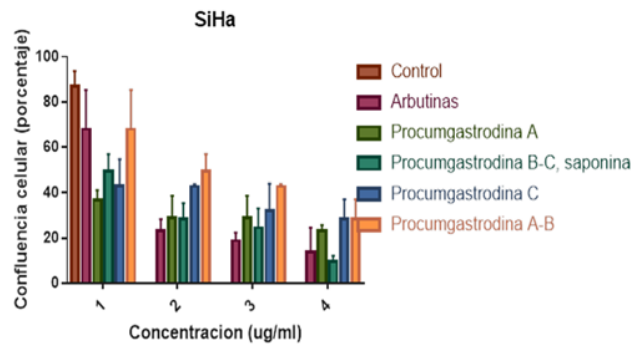 SiHa
Confluencia celular (porcentaje)
100
80
60
40
20
0
1
2
3
4
Concentracion (ug/ml)
Control
Arbutinas
Procumgastrodina A
Procumgastrodina B-C, saponina
Procumgastrodina C
Procumgastrodina A-B